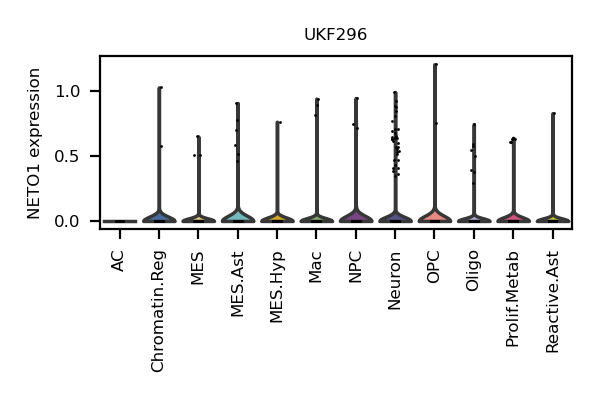 UKF296
NETO1 expression
1.0
0.5
0.0
AC
Chromatin.Reg
MES
MES.Ast
MES.Hyp
Mac
NPC
Neuron
OPC
Oligo
Prolif.Metab
Reactive.Ast